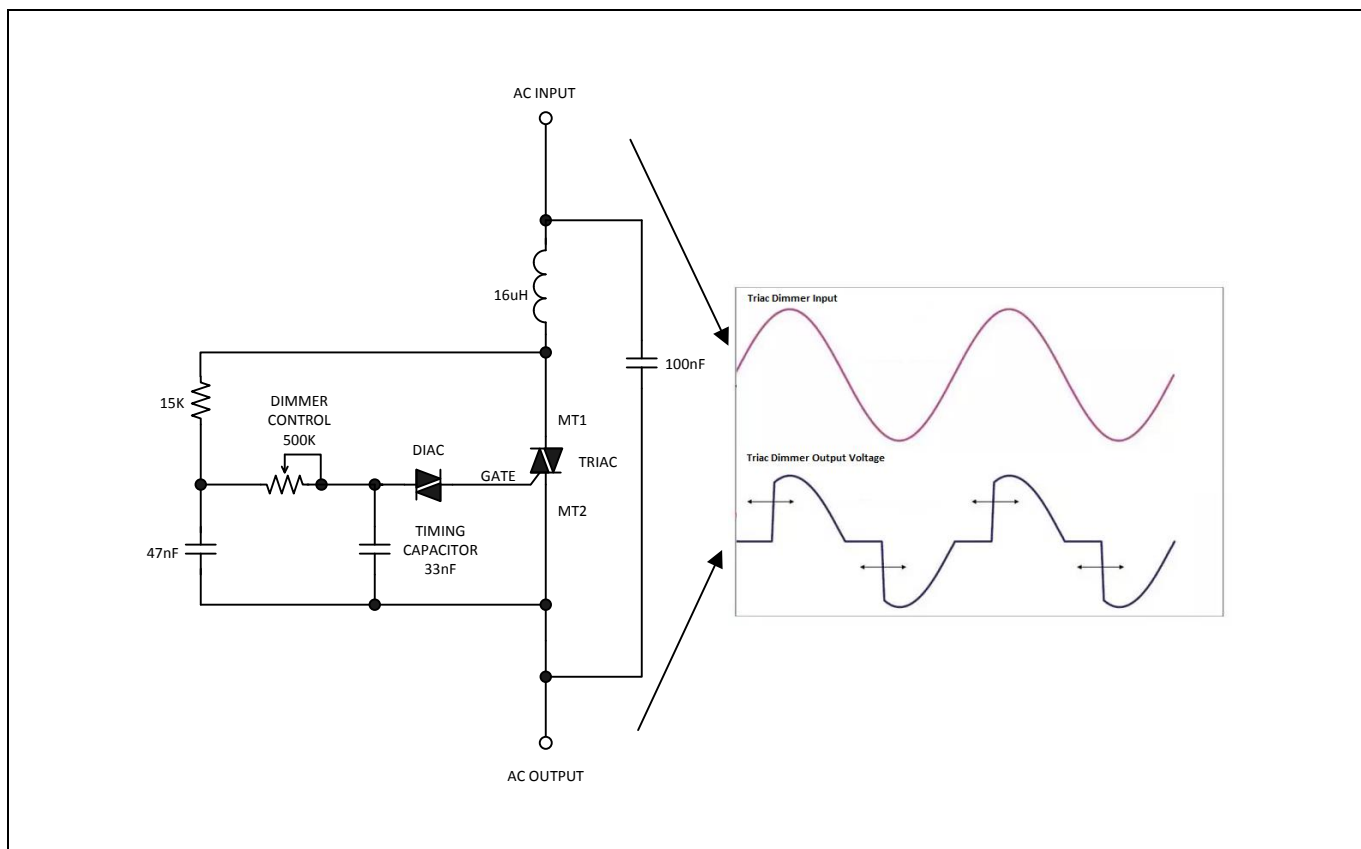 AC INPUT
16uH
100nF
15K
DIMMER
CONTROL
500K
MT1
DIAC
TRIAC
GATE
MT2
47nF
TIMING
CAPACITOR
33nF
AC OUTPUT
Triac Dimmer Input
Triac Dimmer Output Voltage